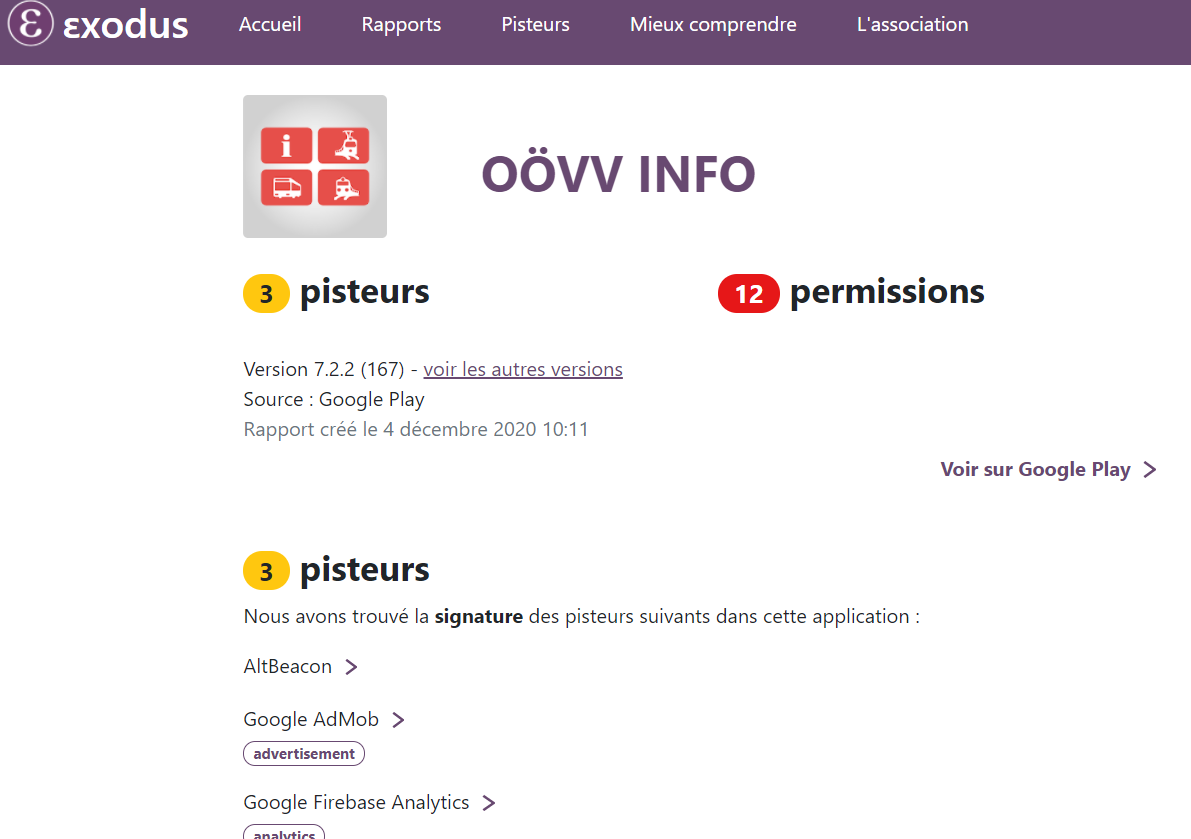 εxodus Accueil Rapports Pisteurs Mieux comprendre L'association
OÖVV INFO
3 pisteurs 12 permissions
Version 7.2.2 (167) - voir les autres versions
Source : Google Play
Rapport créé le 4 décembre 2020 10:11
Voir sur Google Play
3 pisteurs
Nous avons trouvé la signature des pisteurs suivants dans cette application :
AltBeacon
Google AdMob
advertisement
Google Firebase Analytics
analytics